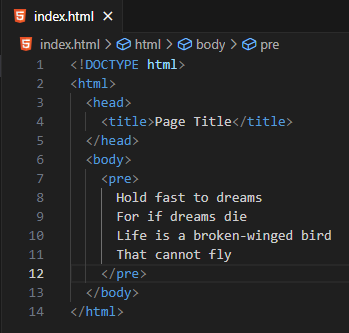 index.html ×
index.html > html > body > pre
1 <!DOCTYPE html>
2 <html>
3   <head>
4     <title>Page Title</title>
5   </head>
6   <body>
7     <pre>
8       Hold fast to dreams
9       For if dreams die
10       Life is a broken-winged bird
11       That cannot fly
12     </pre>
13   </body>
14 </html>